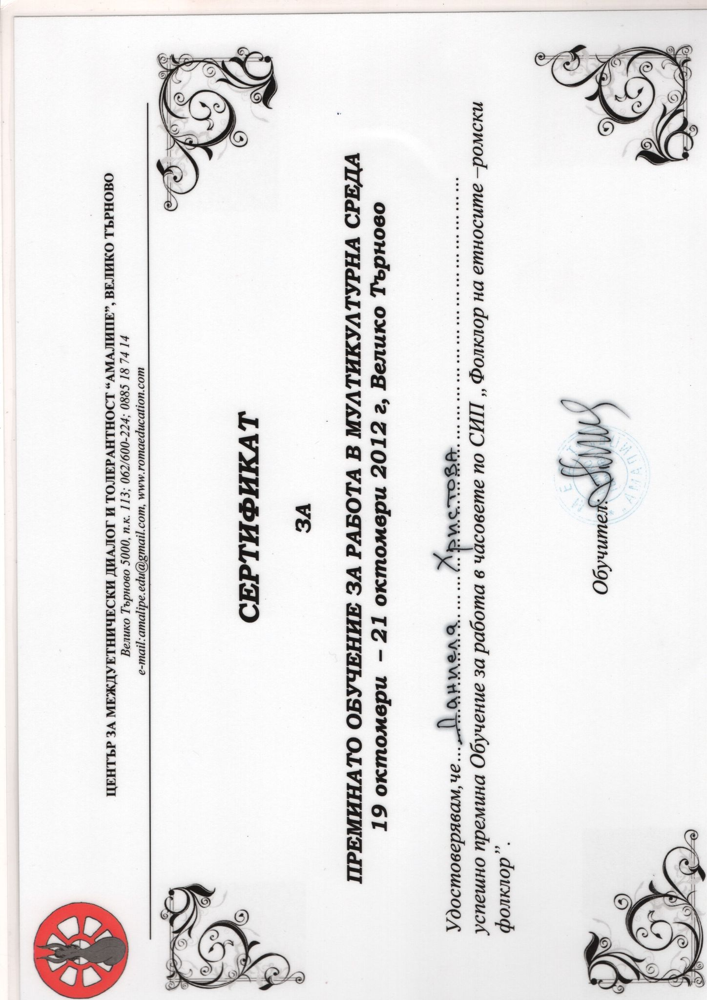 ЦЕНТЪР ЗА МЕЖДУЕТНИЧЕСКИ ДИАЛОГ И ТОЛЕРАНТНОСТ “АМАЛИПЕ”, ВЕЛИКО ТЪРНОВО
Велико Търново 5000, п.к. 113; 062/600-224; 0885 18 74 14
e-mail:amalipe.edu@gmail.com, www.romaeducation.com
СЕРТИФИКАТ
ЗА
ПРЕМИНАТО ОБУЧЕНИЕ ЗА РАБОТА В МУЛТИКУЛТУРНА СРЕДА
19 октомври – 21 октомври 2012 г, Велико Търново
Удостоверявам,че Даниела Христова
успешно премина Обучение за работа в часовете по СИП „ Фолклор на етносите –ромски
фолклор”.
Обучител:
"АМАЛИПЕ"